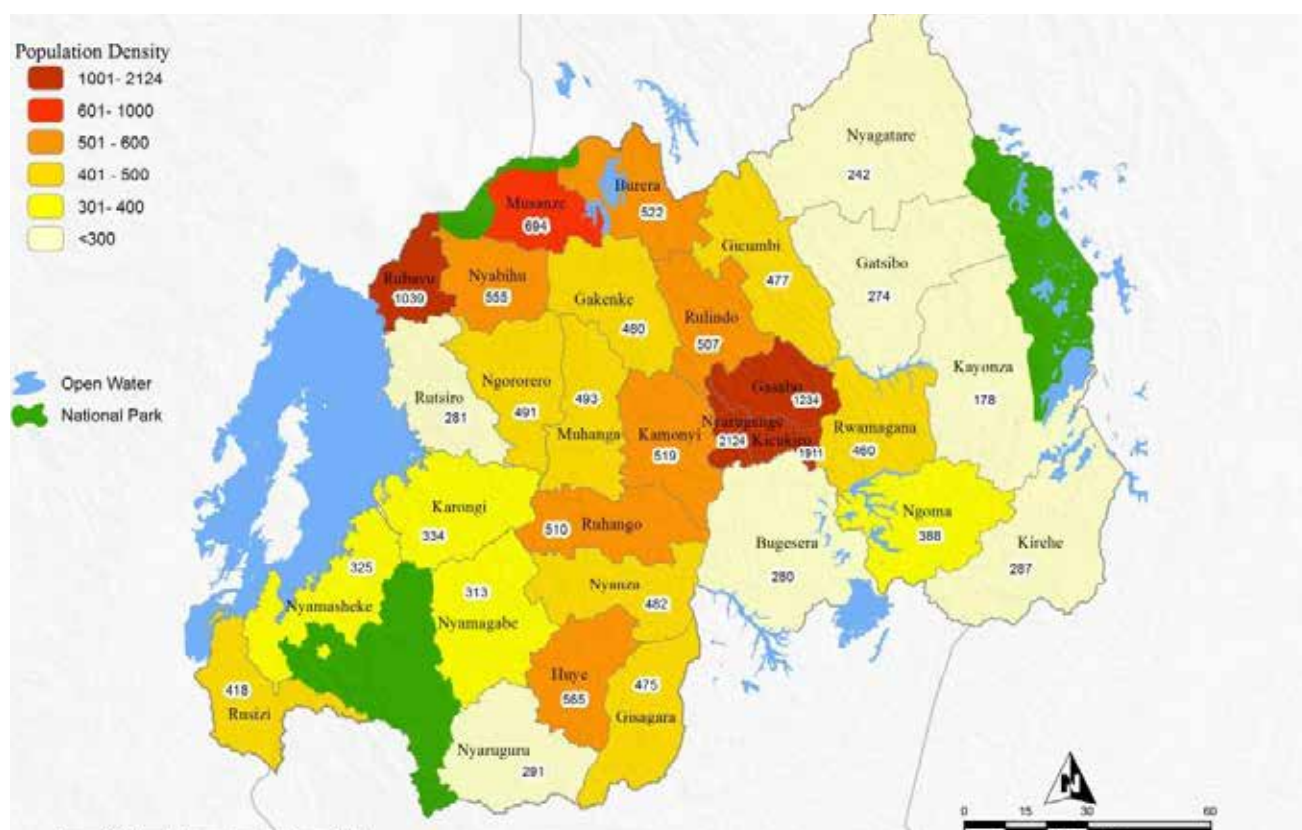 Population Density
1001- 2124
601- 1000
501 - 600
401 - 500
301- 400
<300
Open Water
National Park
Nyagatare
242
Burera
522
Musanze
694
Gicumbi
477
Gatsibo
274
Rubavu
1039
Nyabihu
555
Gakenke
480
Rulindo
507
Kayonza
178
Rutsiro
281
Ngororero
491
493
Muhanga
Kamonyi
519
Gasabo
1234
Nyarugenge
2124
Kicukiro
1911
Rwamagana
460
Karongi
334
Ruhango
510
Bugesera
280
Ngoma
388
Kirehe
287
325
Nyamasheke
313
Nyamagabe
Nyanza
482
418
Rusizi
Huye
565
475
Gisagara
Nyaruguru
291
N
0 15 30 60